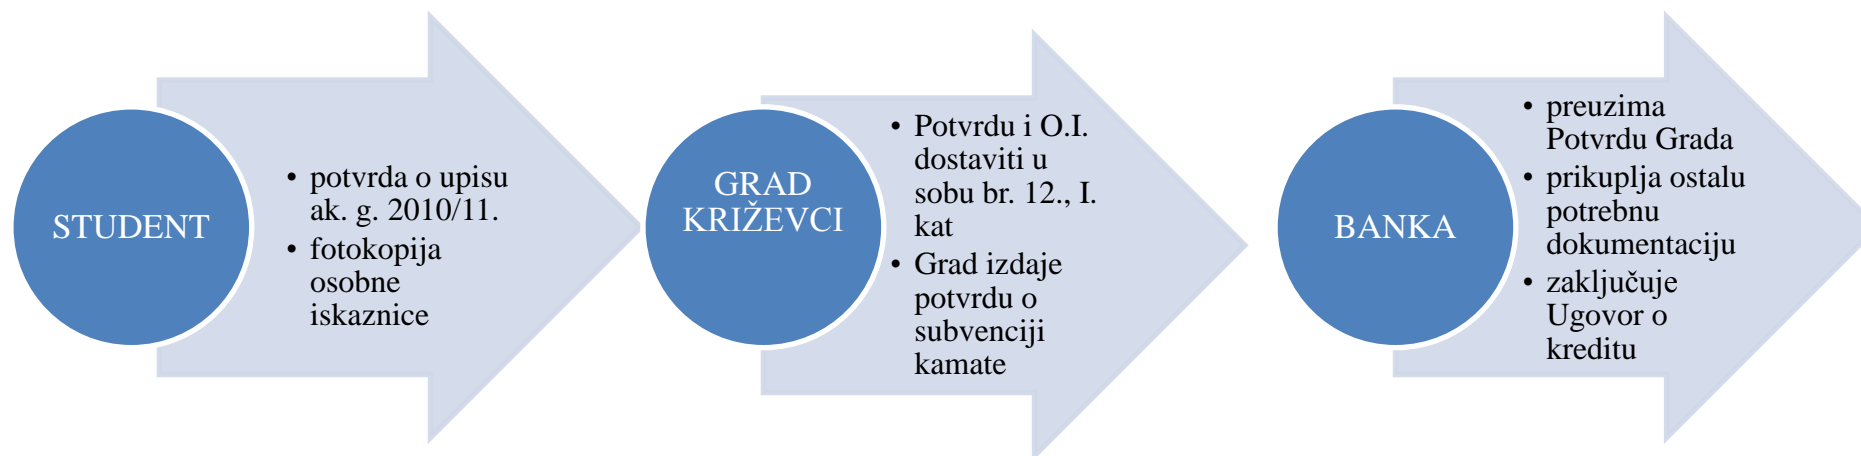 STUDENT
• potvrda o upisu
ak. g. 2010/11.
• fotokopija
osobne
iskaznice
GRAD
KRIŽEVCI
• Potvrdu i O.I.
dostaviti u
sobu br. 12., I.
kat
• Grad izdaje
potvrdu o
subvenciji
kamate
BANKA
• preuzima
Potvrdu Grada
• prikuplja ostalu
potrebnu
dokumentaciju
• zaključuje
Ugovor o
kreditu